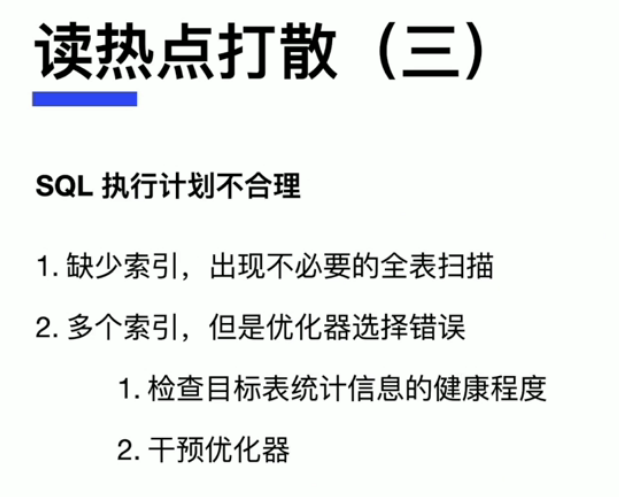 读热点打散（三）
SQL 执行计划不合理
1. 缺少索引，出现不必要的全表扫描
2. 多个索引，但是优化器选择错误
1. 检查目标表统计信息的健康程度
2. 干预优化器